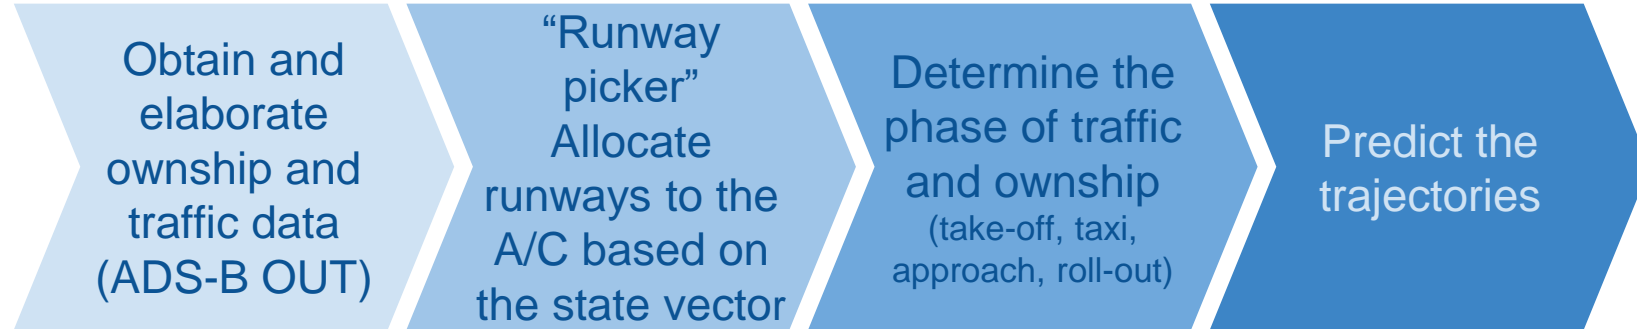 Obtain and
elaborate
ownship and
traffic data
(ADS-B OUT)
“Runway
picker”
Allocate
runways to the
A/C based on
the state vector
Determine the
phase of traffic
and ownship
(take-off, taxi,
approach, roll-out)
Predict the
trajectories